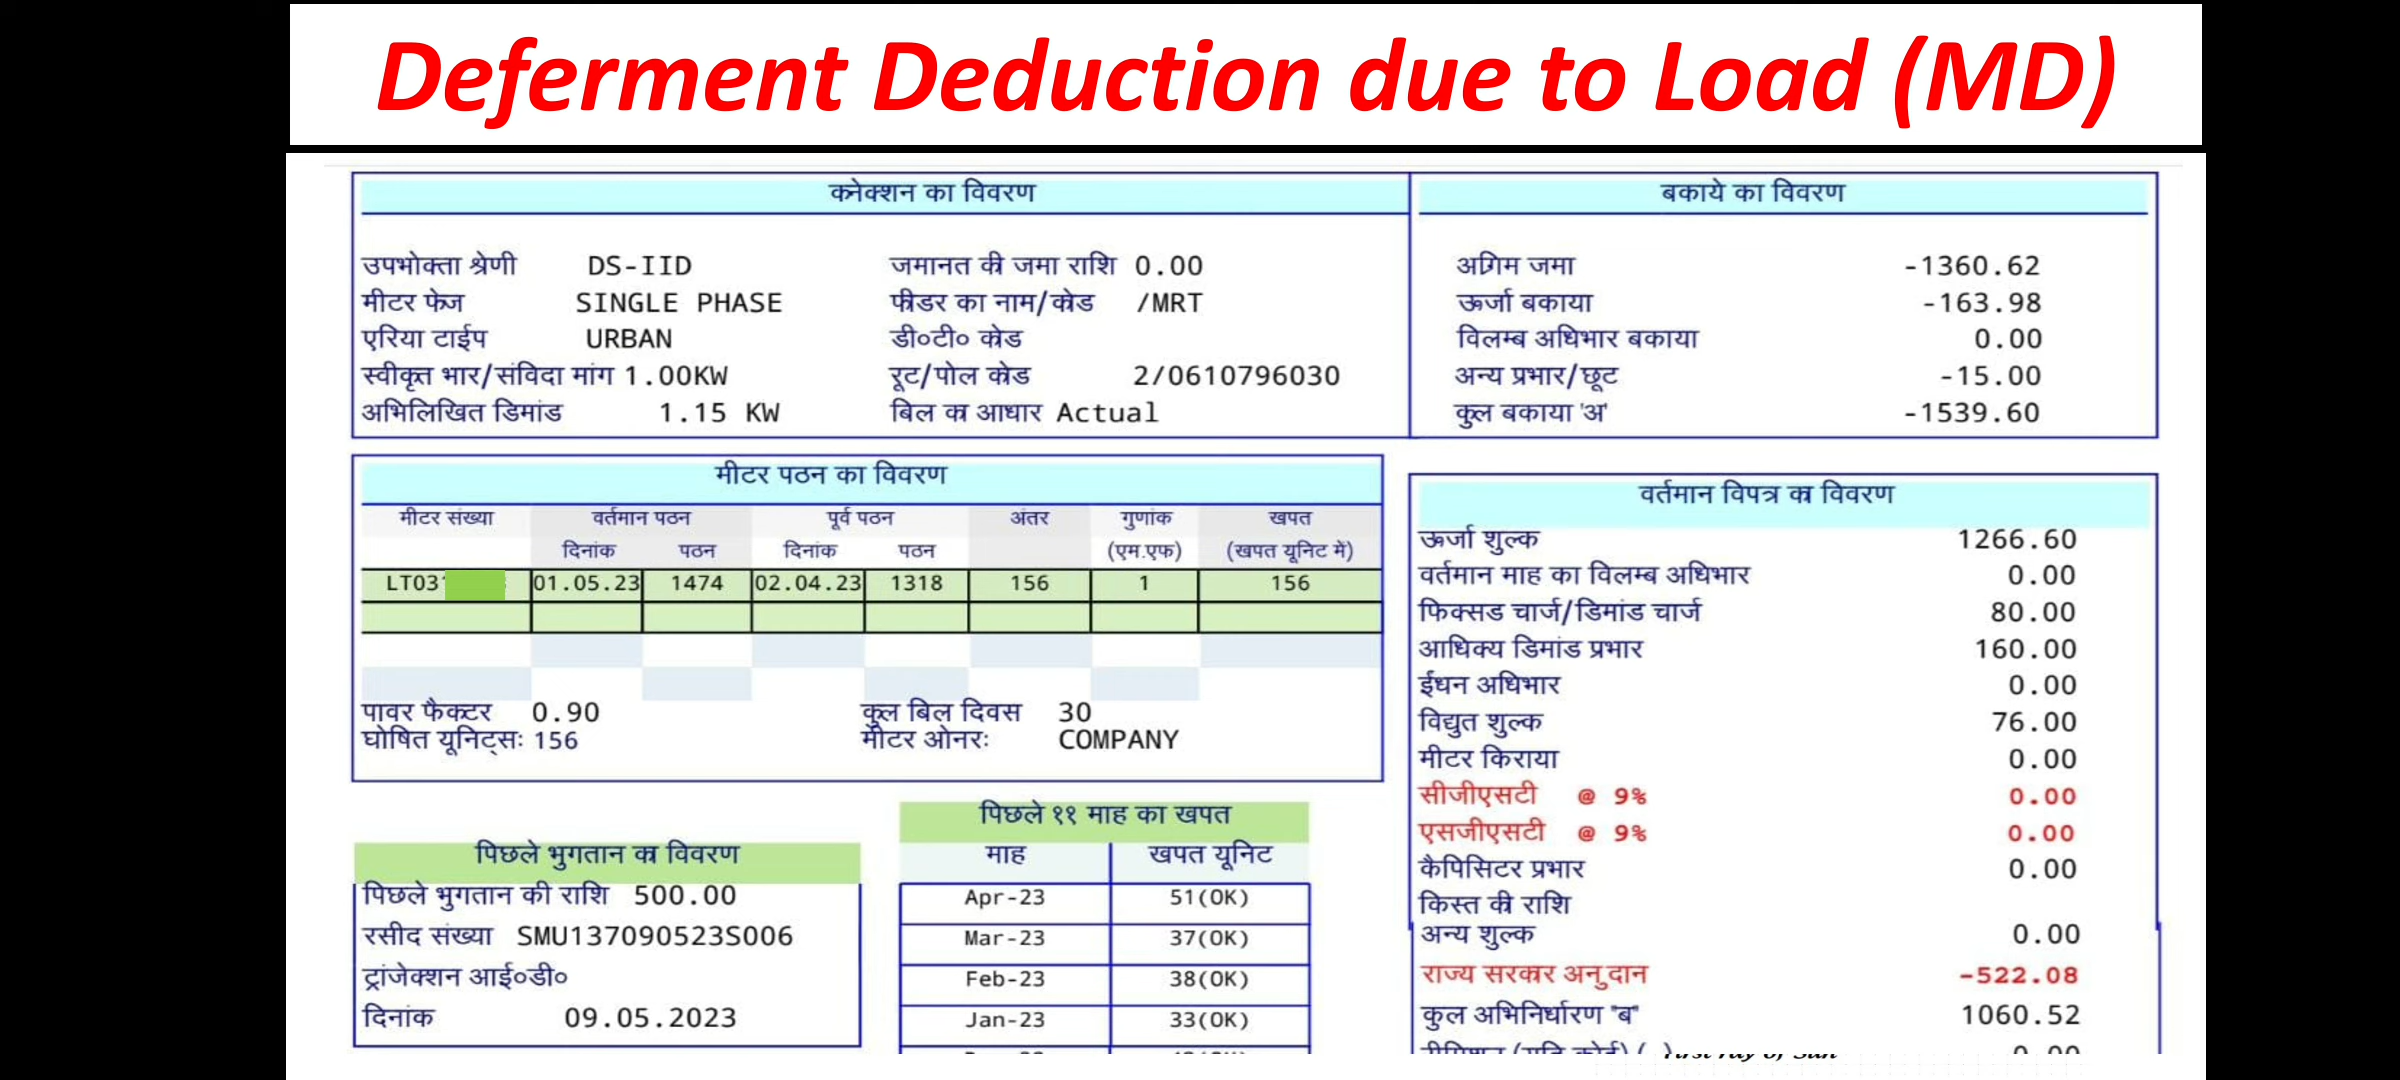 Deferment Deduction due to Load (MD)
कनेक्शन का विवरण
उपभोक्ता श्रेणी DS-IID जमानत की जमा राशि 0.00
मीटर फेज SINGLE PHASE फीडर का नाम/कोड /MRT
एरिया टाईप URBAN डी०टी० कोड
स्वीकृत भार/संविदा मांग 1.00KW रूट/पोल कोड 2/0610796030
अभिलिखित डिमांड 1.15 KW बिल का आधार Actual
बकाये का विवरण
अग्रिम जमा -1360.62
ऊर्जा बकाया -163.98
विलम्ब अधिभार बकाया 0.00
अन्य प्रभार/छूट -15.00
कुल बकाया 'अ' -1539.60
मीटर पठन का विवरण
मीटर संख्या वर्तमान पठन पूर्व पठन अंतर गुणांक खपत
दिनांक पठन दिनांक पठन (एम.एफ) (खपत यूनिट में)
LT03 01.05.23 1474 02.04.23 1318 156 1 156
पावर फैक्टर 0.90 कुल बिल दिवस 30
घोषित यूनिट्सः 156 मीटर ओनरः COMPANY
वर्तमान विपत्र का विवरण
ऊर्जा शुल्क 1266.60
वर्तमान माह का विलम्ब अधिभार 0.00
फिक्सड चार्ज/डिमांड चार्ज 80.00
आधिक्य डिमांड प्रभार 160.00
ईंधन अधिभार 0.00
विद्युत शुल्क 76.00
मीटर किराया 0.00
सीजीएसटी @ 9% 0.00
एसजीएसटी @ 9% 0.00
कैपिसिटर प्रभार 0.00
किस्त की राशि
अन्य शुल्क 0.00
राज्य सरकार अनुदान -522.08
कुल अभिनिर्धारण "ब" 1060.52
पिछले भुगतान का विवरण
पिछले भुगतान की राशि 500.00
रसीद संख्या SMU137090523S006
ट्रांजेक्शन आई०डी०
दिनांक 09.05.2023
पिछले ११ माह का खपत
माह खपत यूनिट
Apr-23 51(OK)
Mar-23 37(OK)
Feb-23 38(OK)
Jan-23 33(OK)